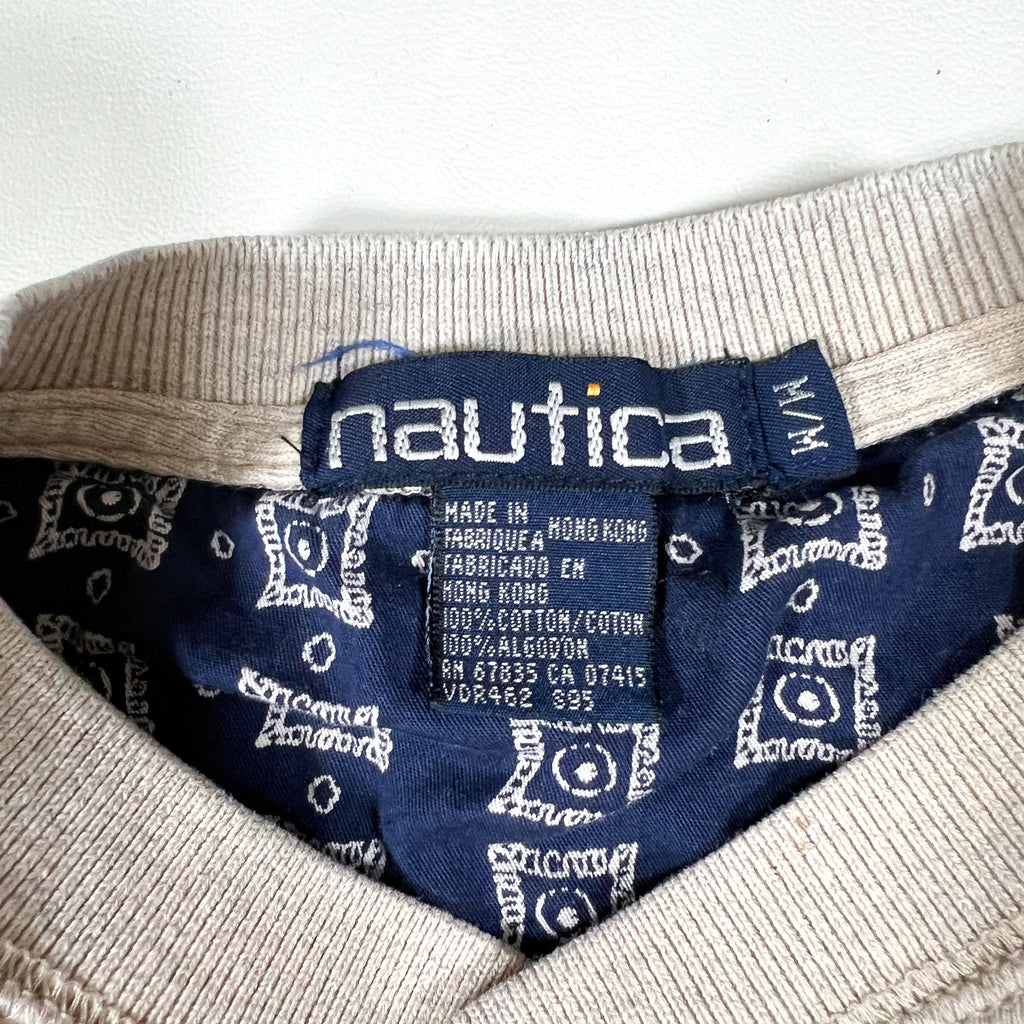 nautica
M/M
MADE IN HONG KONG
FABRIQUEA
FABRICADO EN
HONG KONG
100%COTTON/COTON
100%ALGODON
RN 67835 CA 07415
VDR462 895